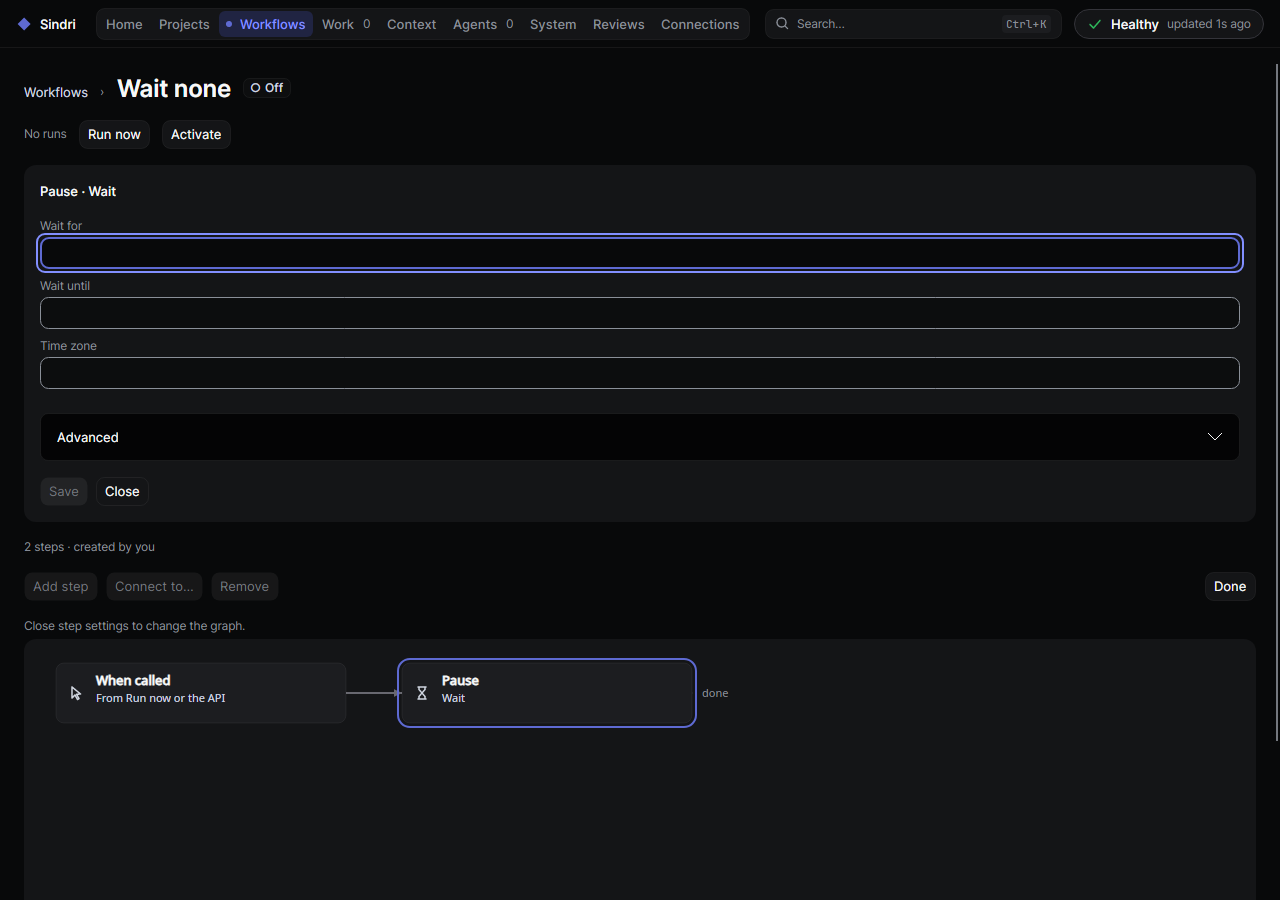 Sindri Home Projects Workflows Work 0 Context Agents 0 System Reviews Connections Search... Ctrl+K Healthy updated 1s ago
Workflows › Wait none Off
No runs Run now Activate
Pause · Wait
Wait for
Wait until
Time zone
Advanced
Save Close
2 steps · created by you
Add step Connect to... Remove Done
Close step settings to change the graph.
When called
From Run now or the API
Pause
Wait
done